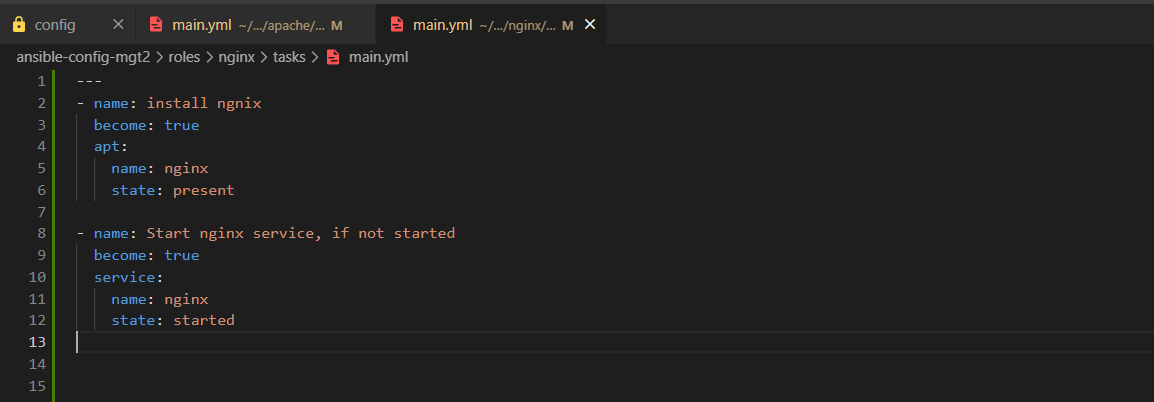 config main.yml ~/.../apache/... M main.yml ~/.../nginx/... M
ansible-config-mgt2 > roles > nginx > tasks > main.yml
1 ---
2 - name: install ngnix
3 become: true
4 apt:
5 name: nginx
6 state: present
7
8 - name: Start nginx service, if not started
9 become: true
10 service:
11 name: nginx
12 state: started
13
14
15